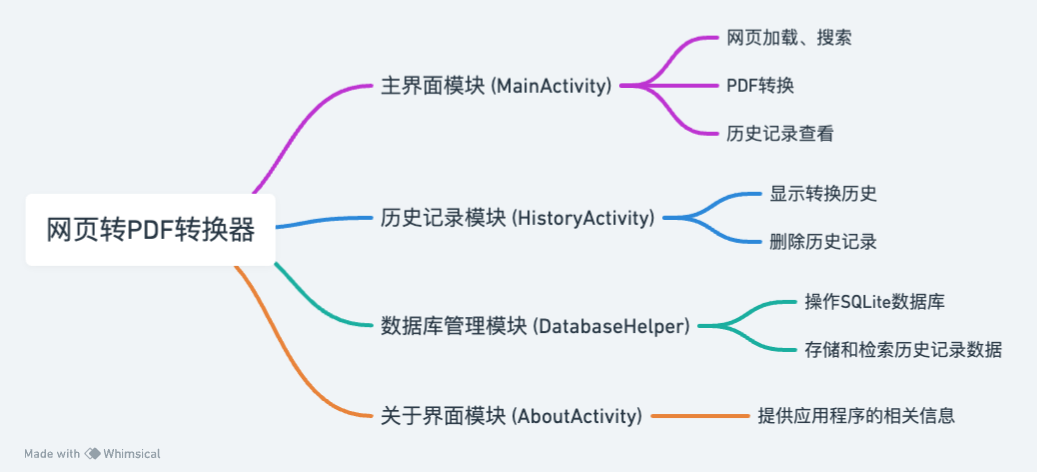 网页转PDF转换器
主界面模块 (MainActivity)
网页加载、搜索
PDF转换
历史记录查看
历史记录模块 (HistoryActivity)
显示转换历史
删除历史记录
数据库管理模块 (DatabaseHelper)
操作SQLite数据库
存储和检索历史记录数据
关于界面模块 (AboutActivity)
提供应用程序的相关信息
Made with Whimsical